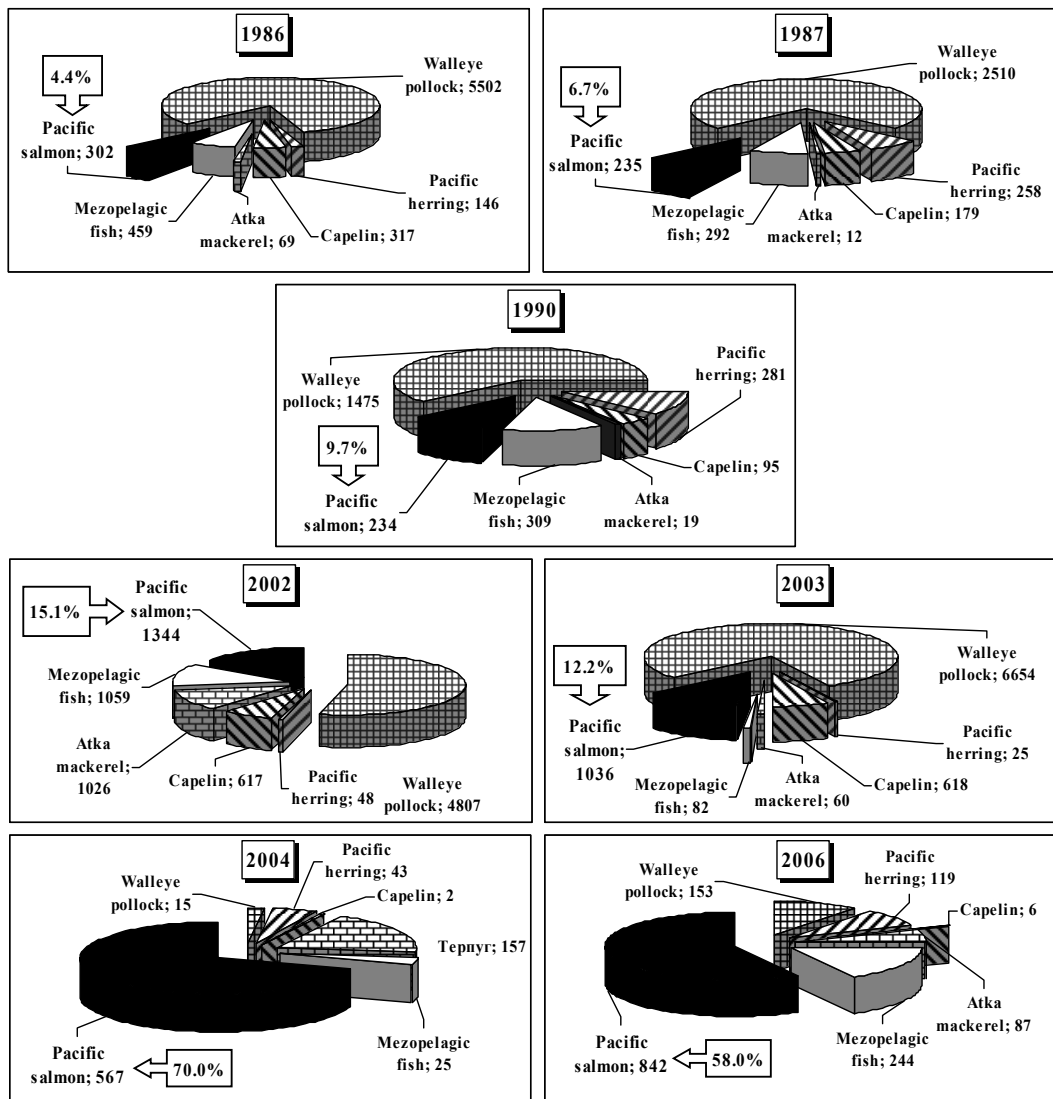 1986
4.4%
Walleye
pollock; 5502
Pacific
salmon; 302
Mezopelagic
fish; 459
Atka
mackerel; 69
Capelin; 317
Pacific
herring; 146
1987
6.7%
Walleye
pollock; 2510
Pacific
salmon; 235
Mezopelagic
fish; 292
Atka
mackerel; 12
Capelin; 179
Pacific
herring; 258
1990
Walleye
pollock; 1475
Pacific
herring; 281
9.7%
Pacific
salmon; 234
Mezopelagic
fish; 309
Atka
mackerel; 19
Capelin; 95
2002
15.1%
Pacific
salmon;
1344
Mezopelagic
fish; 1059
Atka
mackerel;
1026
Capelin; 617
Pacific
herring; 48
Walleye
pollock; 4807
2003
12.2%
Walleye
pollock; 6654
Pacific
salmon;
1036
Mezopelagic
fish; 82
Atka
mackerel; 60
Capelin; 618
Pacific
herring; 25
2004
Walleye
pollock; 15
Pacific
herring; 43
Capelin; 2
Терпуг; 157
Mezopelagic
fish; 25
Pacific
salmon; 567
70.0%
2006
Walleye
pollock; 153
Pacific
herring; 119
Capelin; 6
Atka
mackerel; 87
Mezopelagic
fish; 244
Pacific
salmon; 842
58.0%